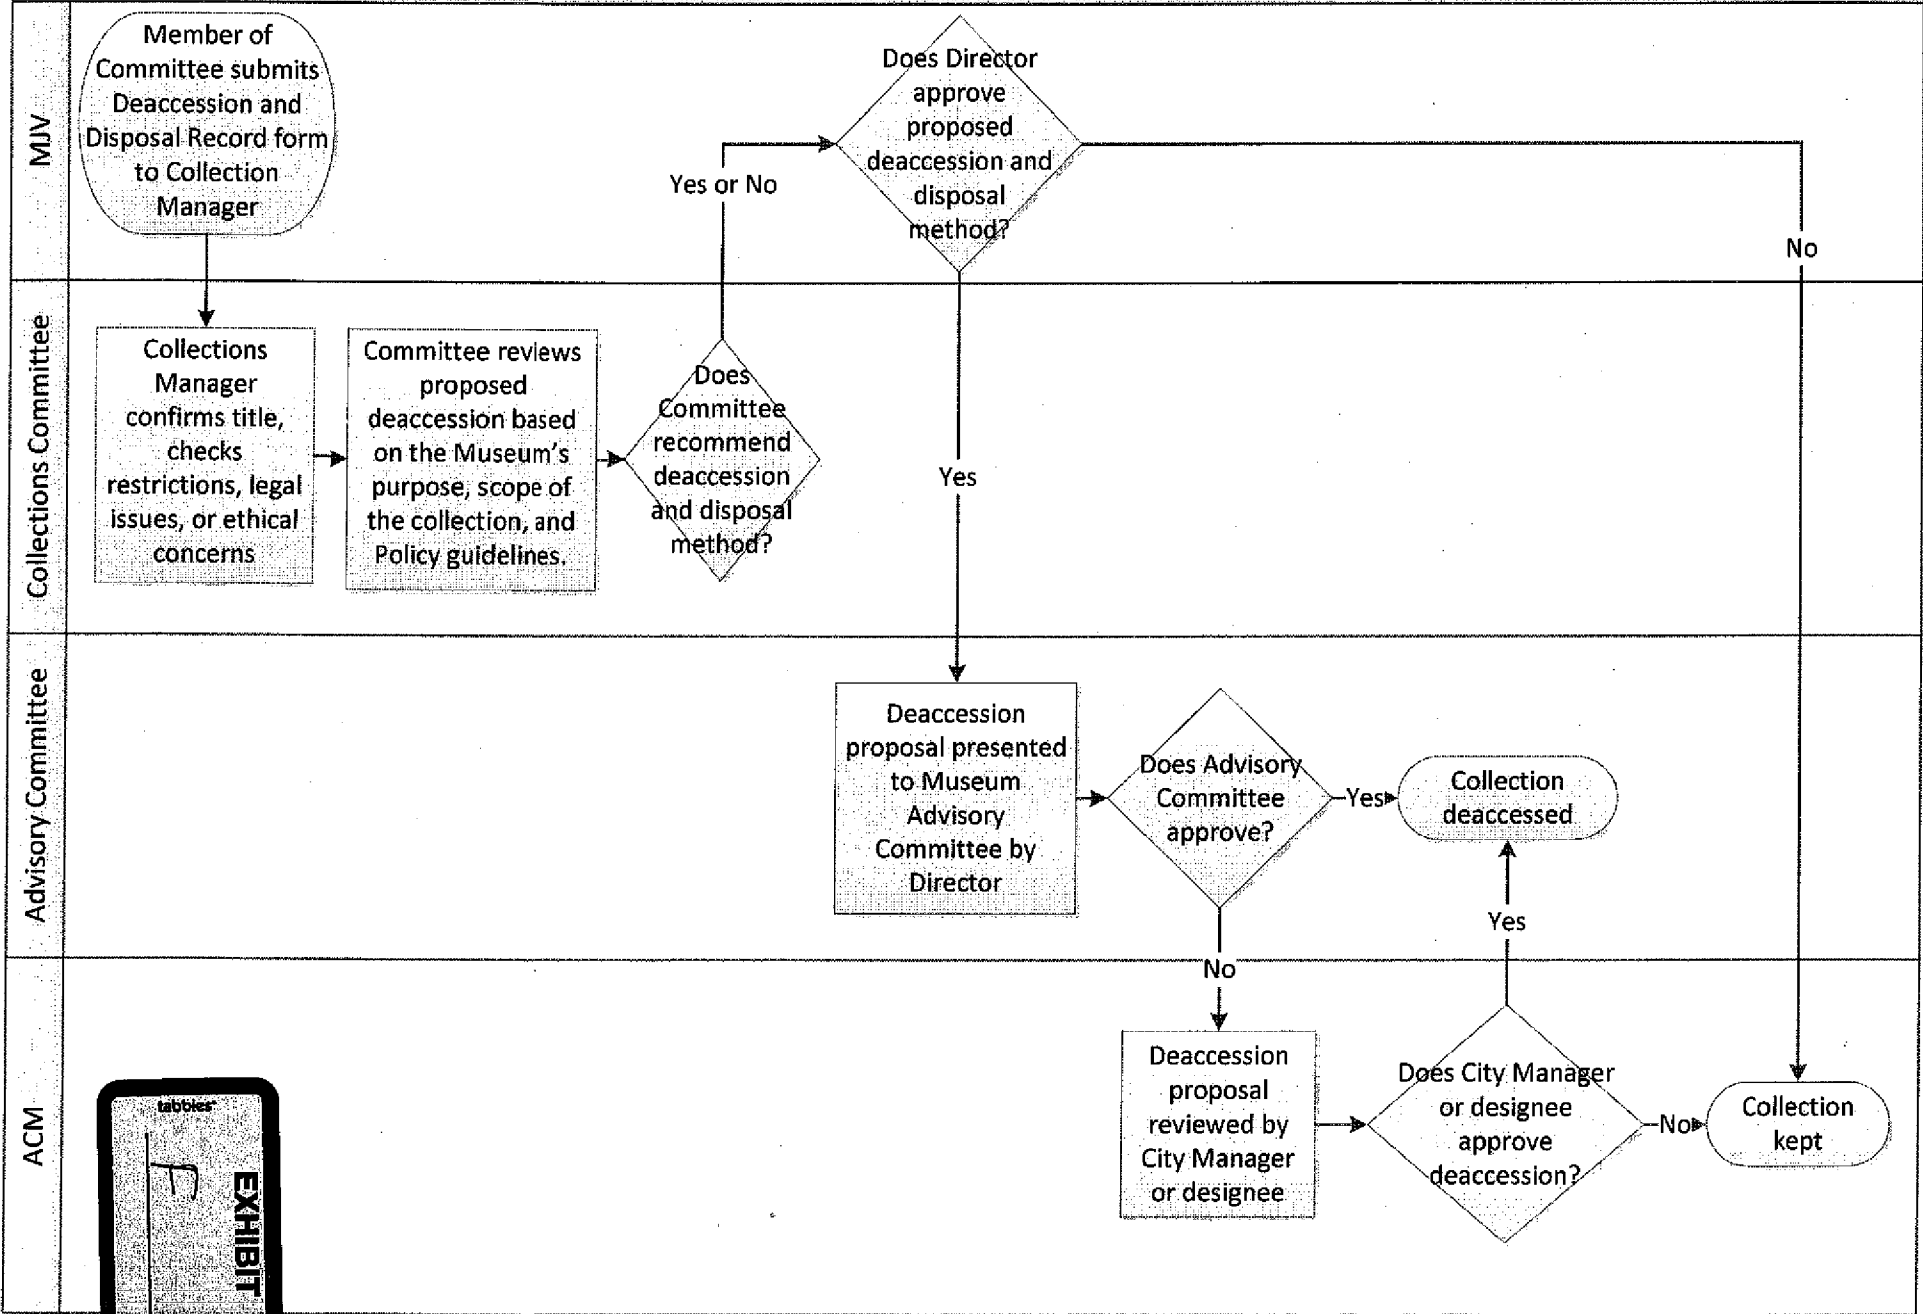 MJV
Member of
Committee submits
Deaccession and
Disposal Record form
to Collection
Manager
Does Director
approve
proposed
deaccession and
disposal
method?
Yes or No
No
Collections Committee
Collections
Manager
confirms title,
checks
restrictions, legal
issues, or ethical
concerns
Committee reviews
proposed
deaccession based
on the Museum's
purpose, scope of
the collection, and
Policy guidelines.
Does
Committee
recommend
deaccession
and disposal
method?
Yes
Advisory Committee
Deaccession
proposal presented
to Museum
Advisory
Committee by
Director
Does Advisory
Committee
approve?
Yes
Collection
deaccessed
Yes
No
ACM
Deaccession
proposal
reviewed by
City Manager
or designee
Does City Manager
or designee
approve
deaccession?
No
Collection
kept
tabbies
EXHIBIT
F